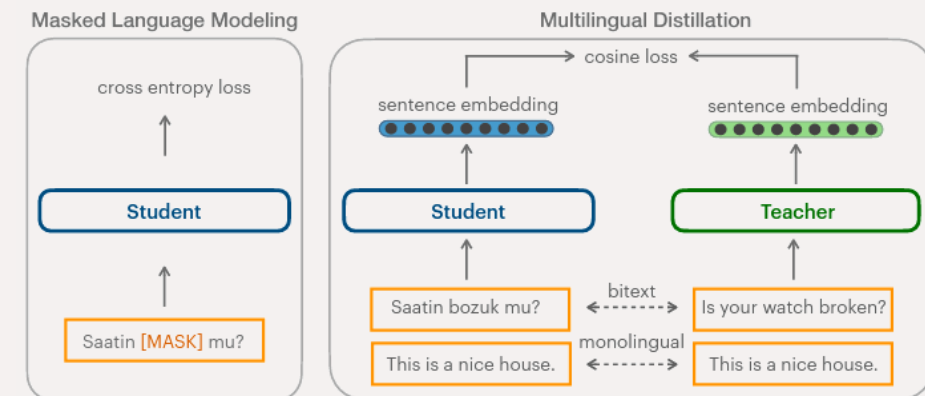 Masked Language Modeling
cross entropy loss
Student
Saatin [MASK] mu?
Multilingual Distillation
cosine loss
sentence embedding
sentence embedding
Student
Teacher
Saatin bozuk mu?
bitext
Is your watch broken?
This is a nice house.
monolingual
This is a nice house.